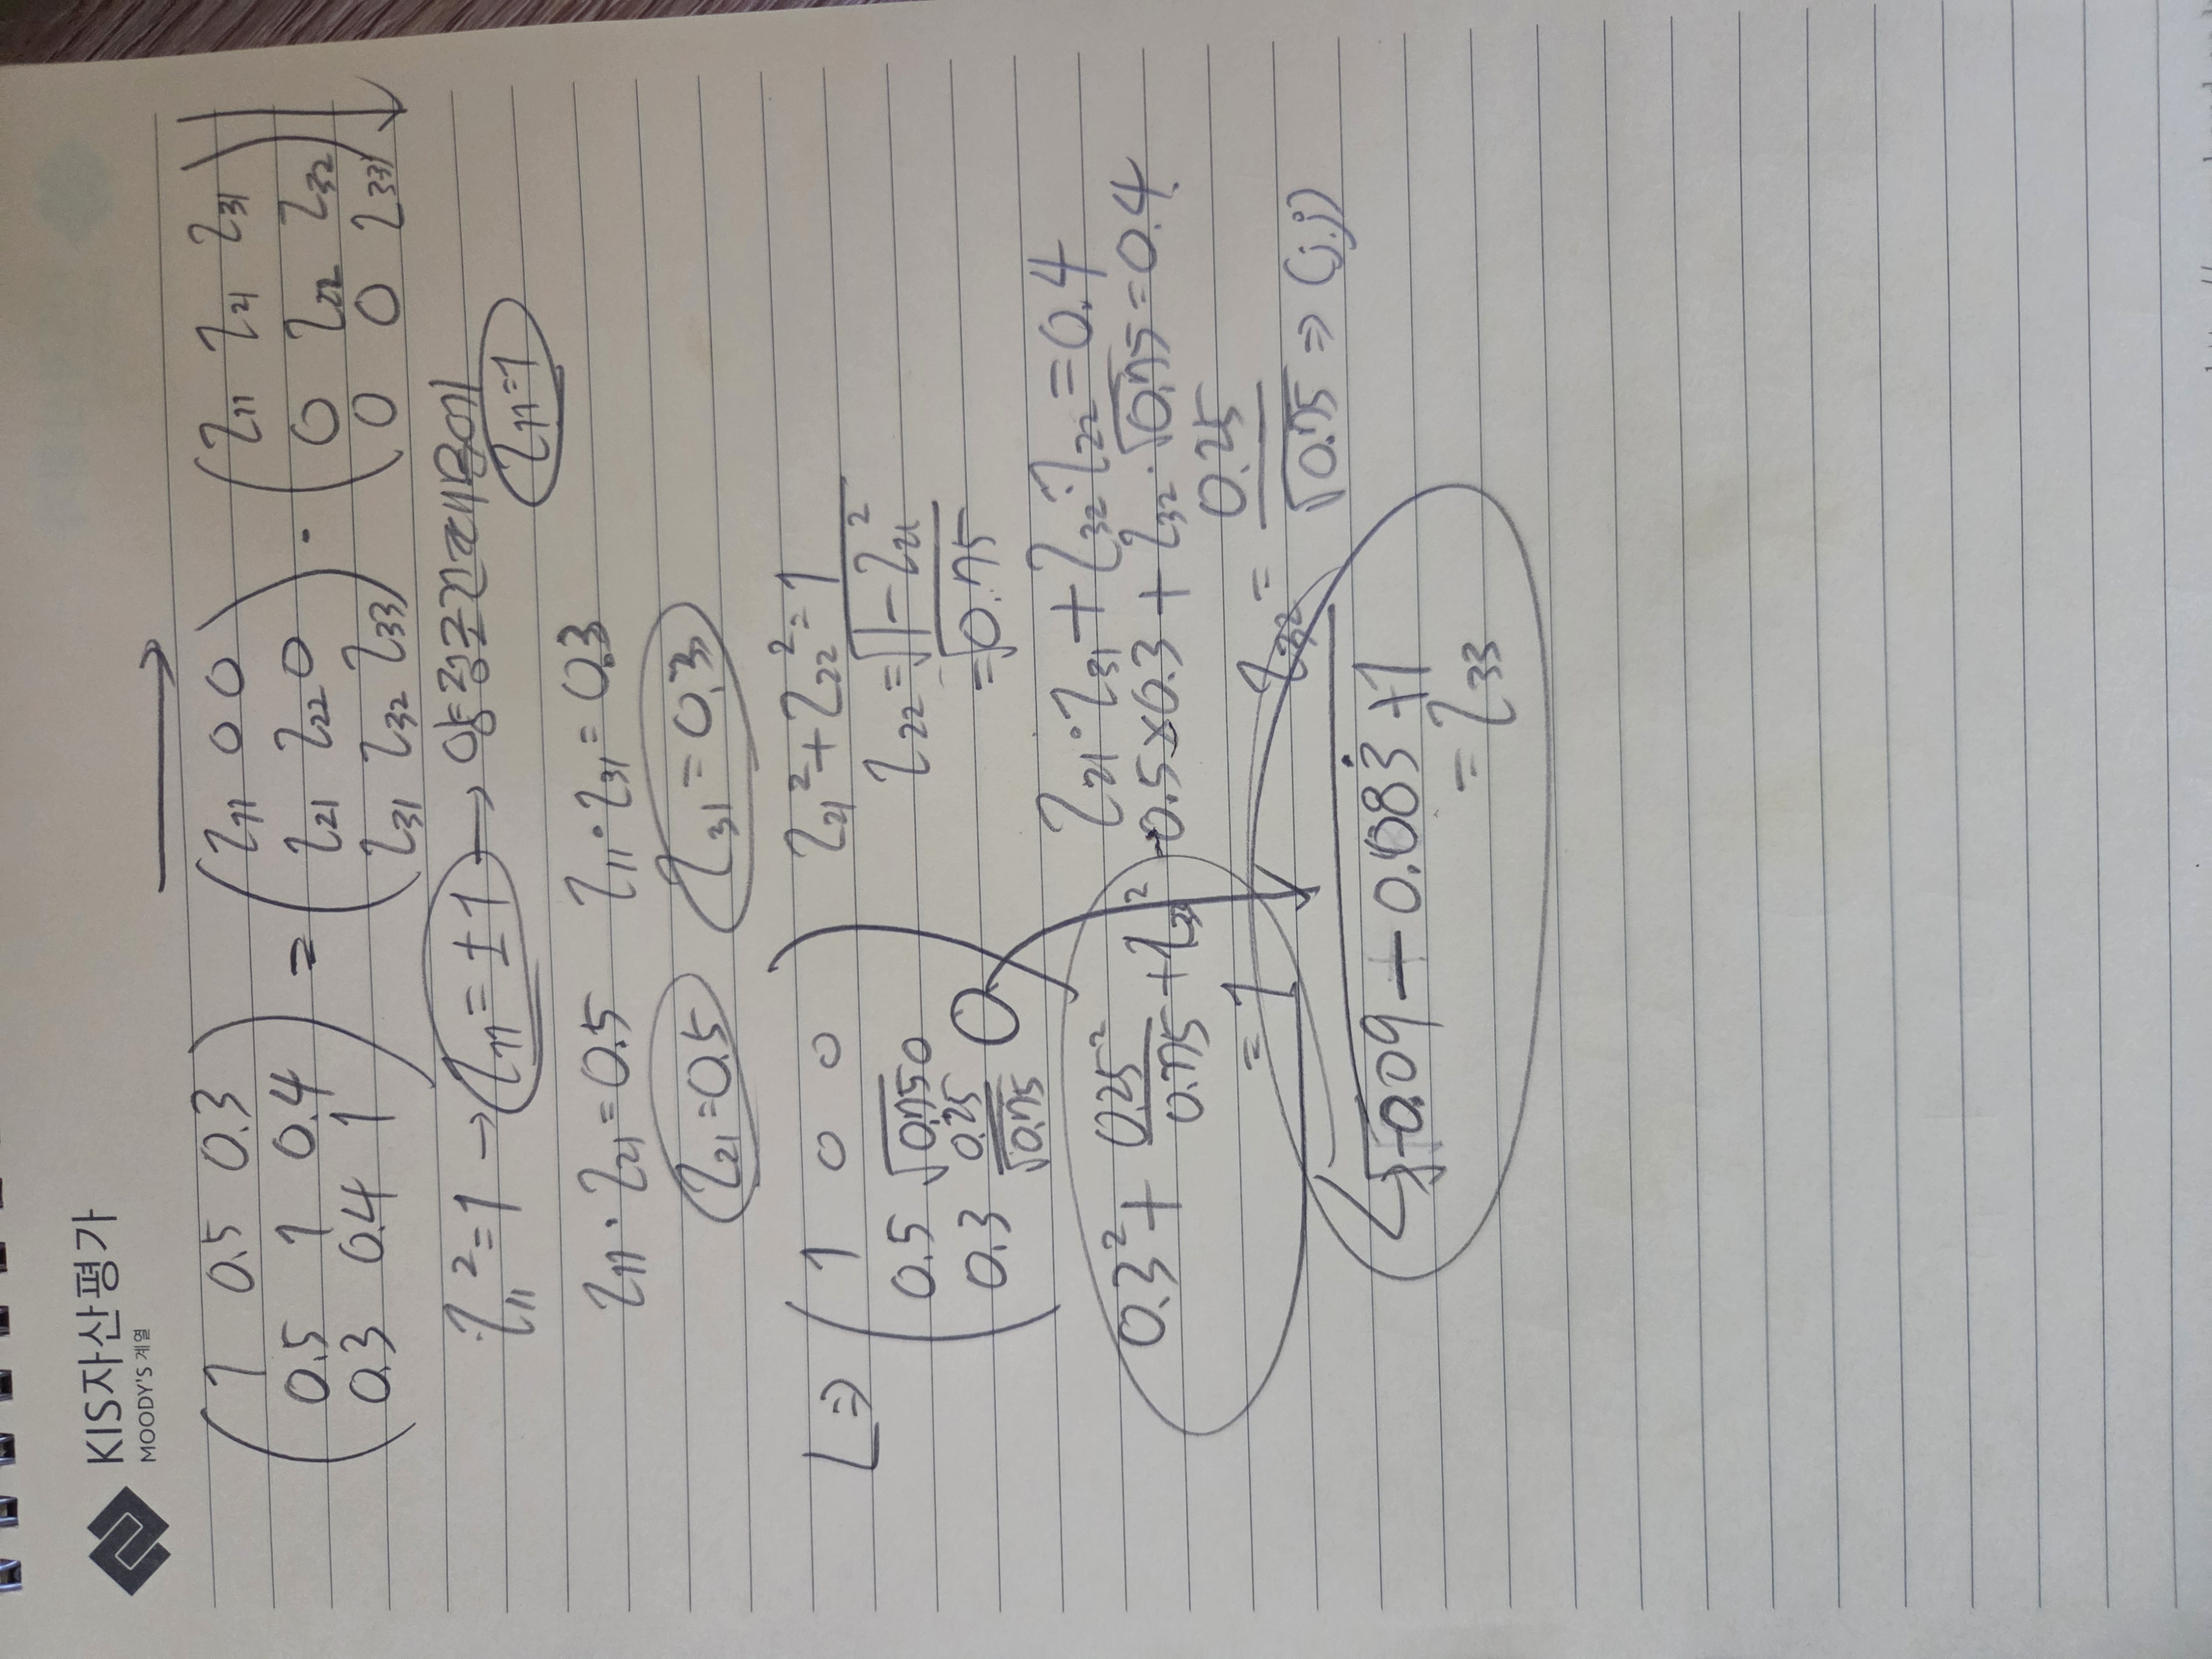 KIS자산평가
MOODY'S 계열
( 1 0.5 0.3 ) = ( l₁₁ 0 0 ) · ( l₁₁ l₂₁ l₃₁ )
( 0.5 1 0.4 ) ( l₂₁ l₂₂ 0 ) ( 0 l₂₂ l₃₂ )
( 0.3 0.4 1 ) ( l₃₁ l₃₂ l₃₃ ) ( 0 0 l₃₃ )
l₁₁² = 1 → l₁₁ = ±1 → 양정조건때문에
l₁₁ = 1
l₁₁ · l₂₁ = 0.5 l₁₁ · l₃₁ = 0.3
l₂₁ = 0.5 l₃₁ = 0.3
L ⇒ ( 1 0 0 ) l₂₁² + l₂₂² = 1
( 0.5 √0.75 0 ) l₂₂ = √(1 − l₂₁²)
( 0.3 0.25/√0.75 O ) = √0.75
l₂₁ · l₃₁ + l₃₂ · l₂₂ = 0.4
0.3² + 0.25²/0.75 + l₃₃² 0.5×0.3 + l₃₂ · √0.75 = 0.4
= 1 l₃₂ = 0.25/√0.75 ⇒ (j.j)
√(-0.09 − 0.083̇ + 1)
= l₃₃